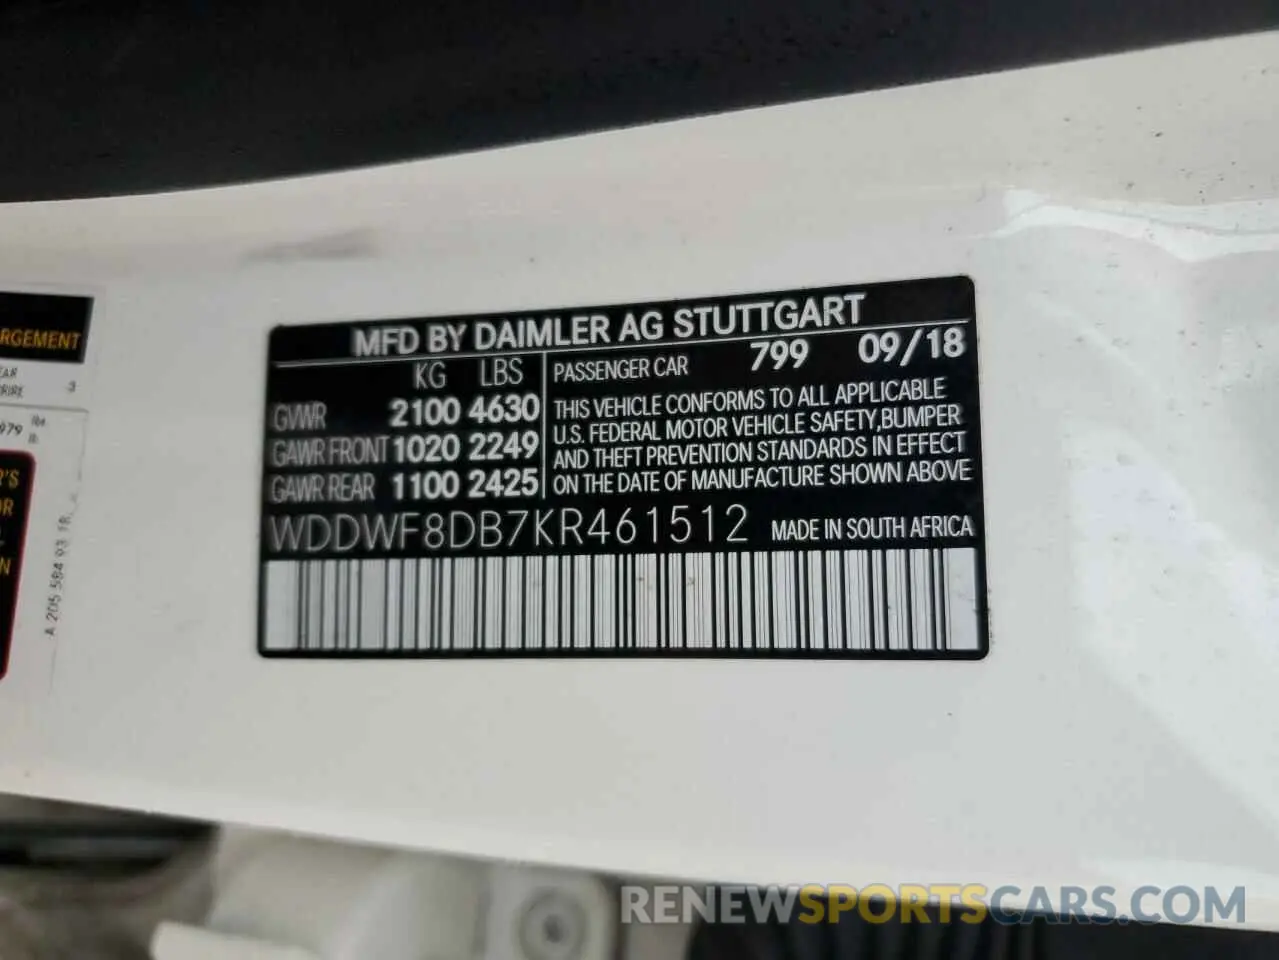 MFD BY DAIMLER AG STUTTGART
KG LBS
GVWR 2100 4630
GAWR FRONT 1020 2249
GAWR REAR 1100 2425
PASSENGER CAR 799 09/18
THIS VEHICLE CONFORMS TO ALL APPLICABLE
U.S. FEDERAL MOTOR VEHICLE SAFETY,BUMPER
AND THEFT PREVENTION STANDARDS IN EFFECT
ON THE DATE OF MANUFACTURE SHOWN ABOVE
WDDWF8DB7KR461512 MADE IN SOUTH AFRICA
A 205 584 93 18
RENEWSPORTSCARS.COM